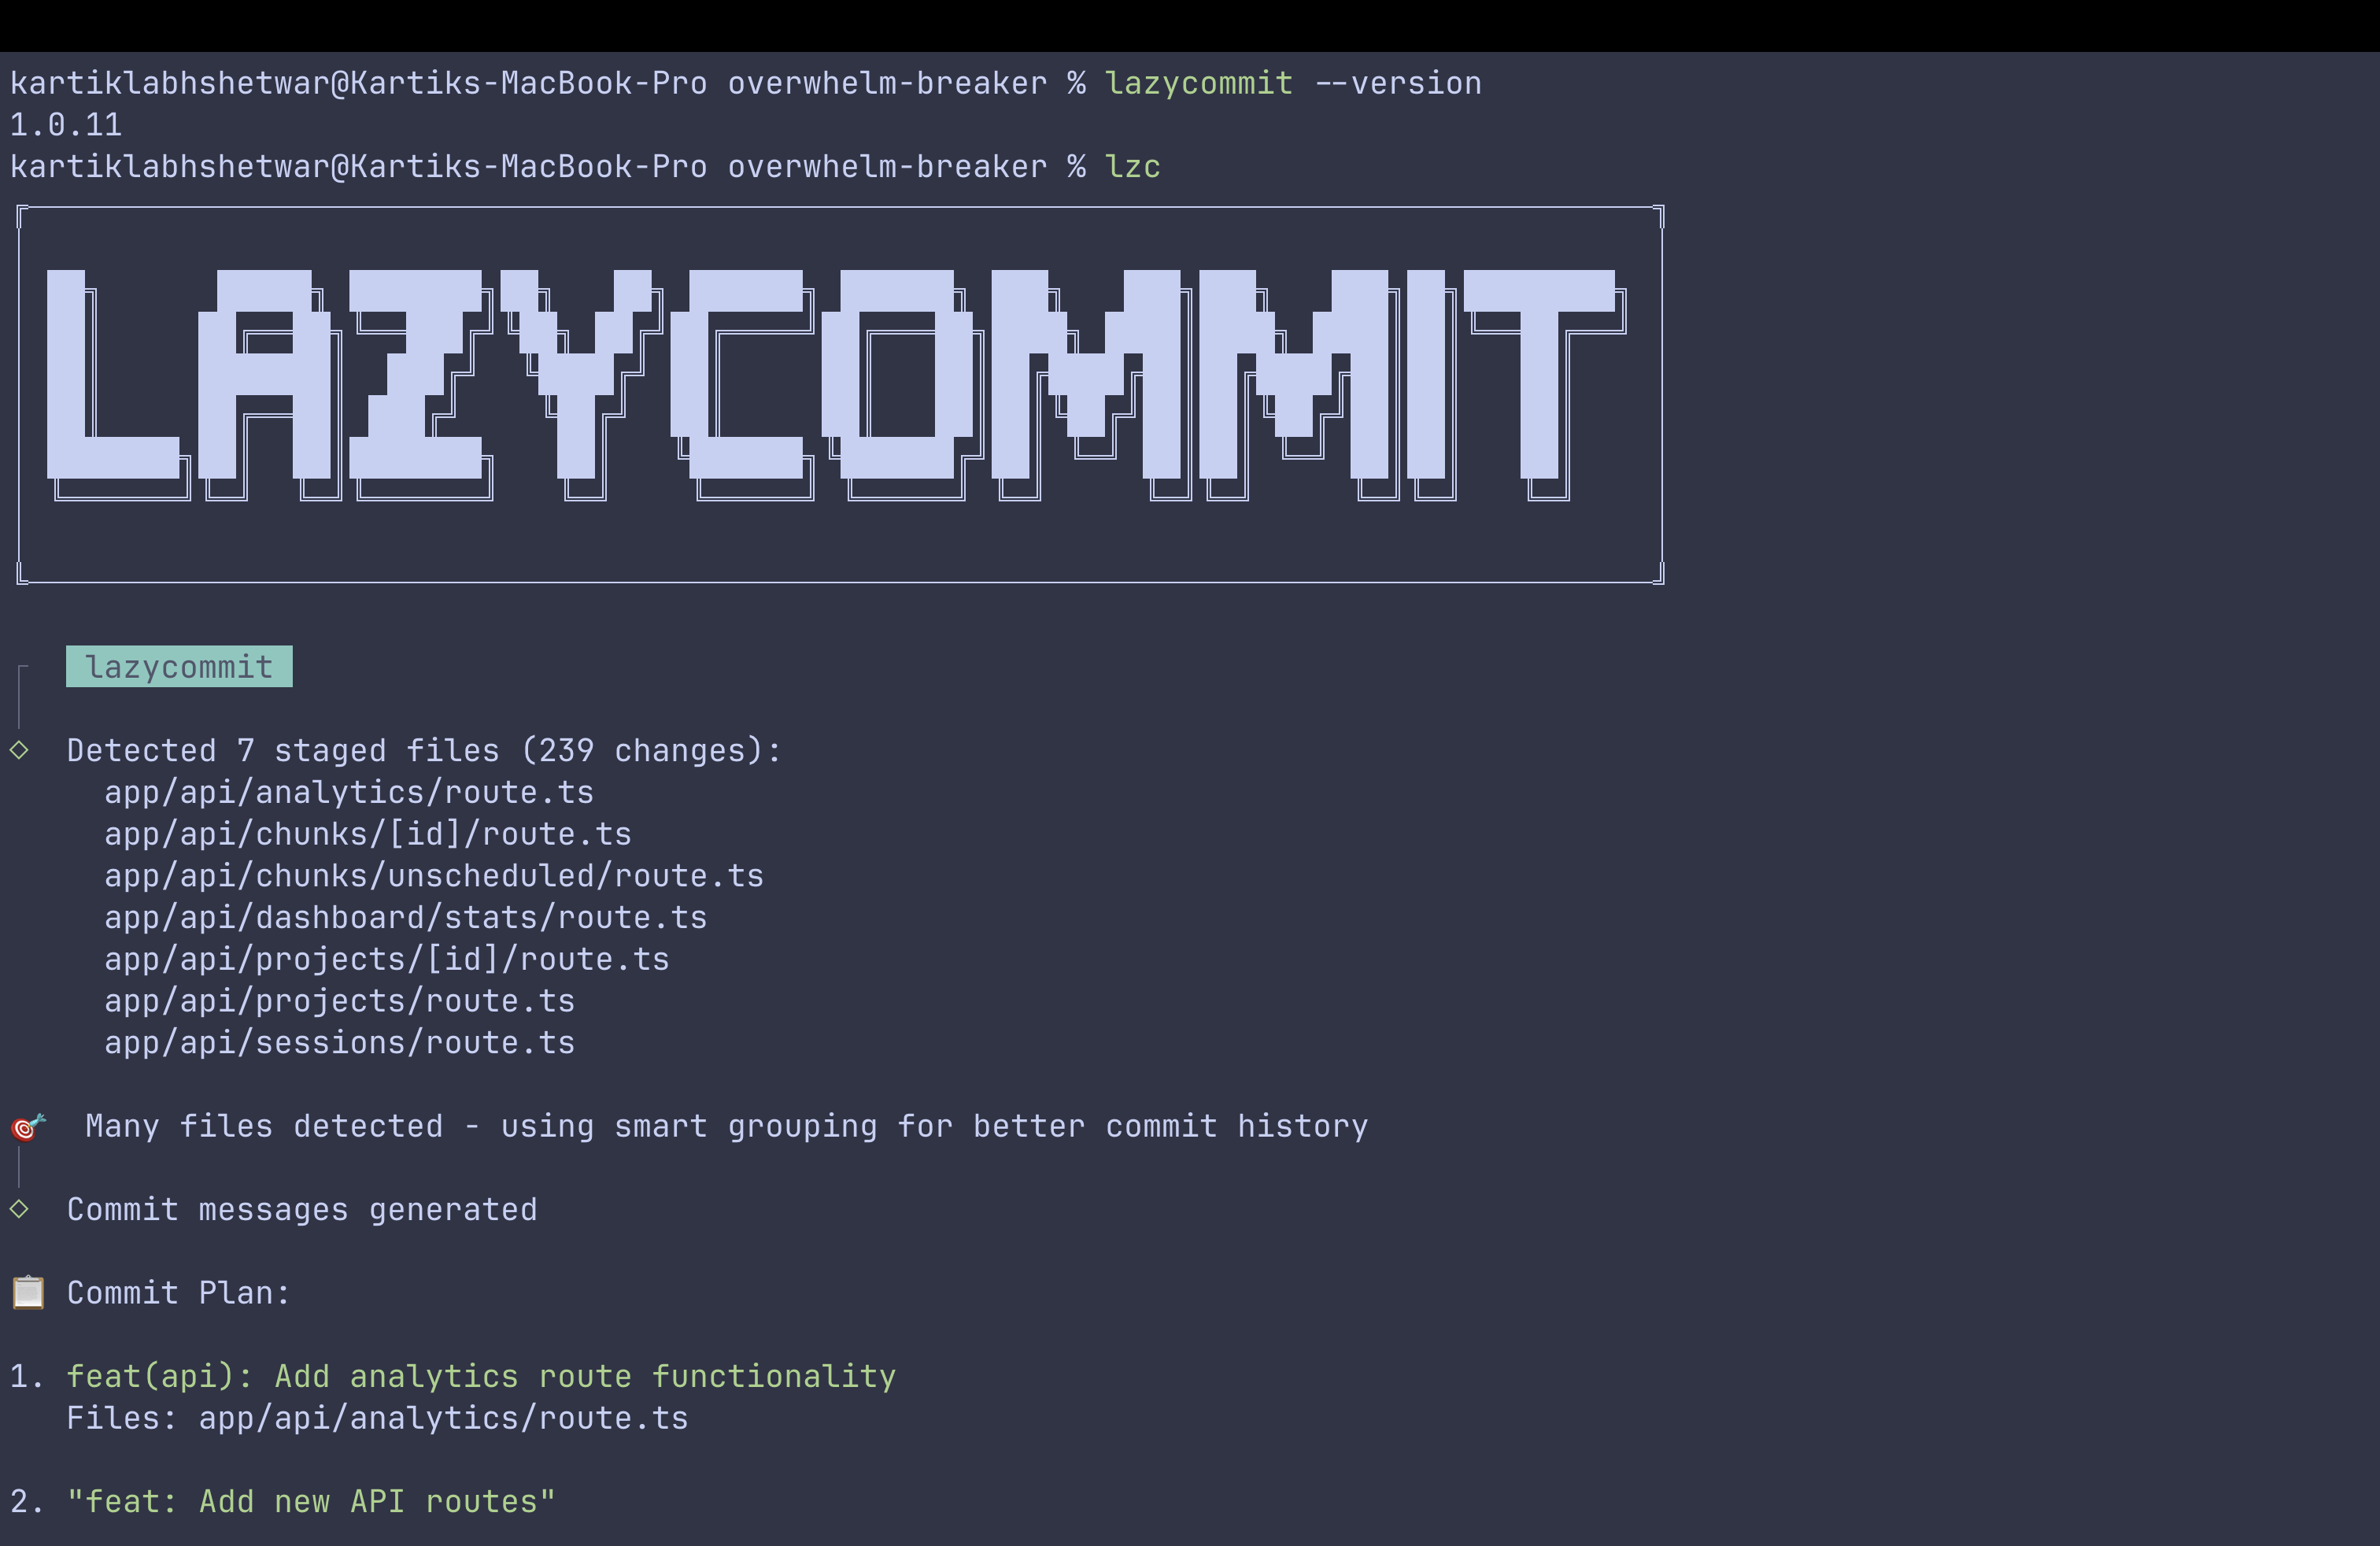 kartiklabhshetwar@Kartiks-MacBook-Pro overwhelm-breaker % lazycommit --version
1.0.11
kartiklabhshetwar@Kartiks-MacBook-Pro overwhelm-breaker % lzc
LAZYCOMMIT
lazycommit
Detected 7 staged files (239 changes):
app/api/analytics/route.ts
app/api/chunks/[id]/route.ts
app/api/chunks/unscheduled/route.ts
app/api/dashboard/stats/route.ts
app/api/projects/[id]/route.ts
app/api/projects/route.ts
app/api/sessions/route.ts
Many files detected - using smart grouping for better commit history
Commit messages generated
Commit Plan:
1. feat(api): Add analytics route functionality
Files: app/api/analytics/route.ts
2. "feat: Add new API routes"